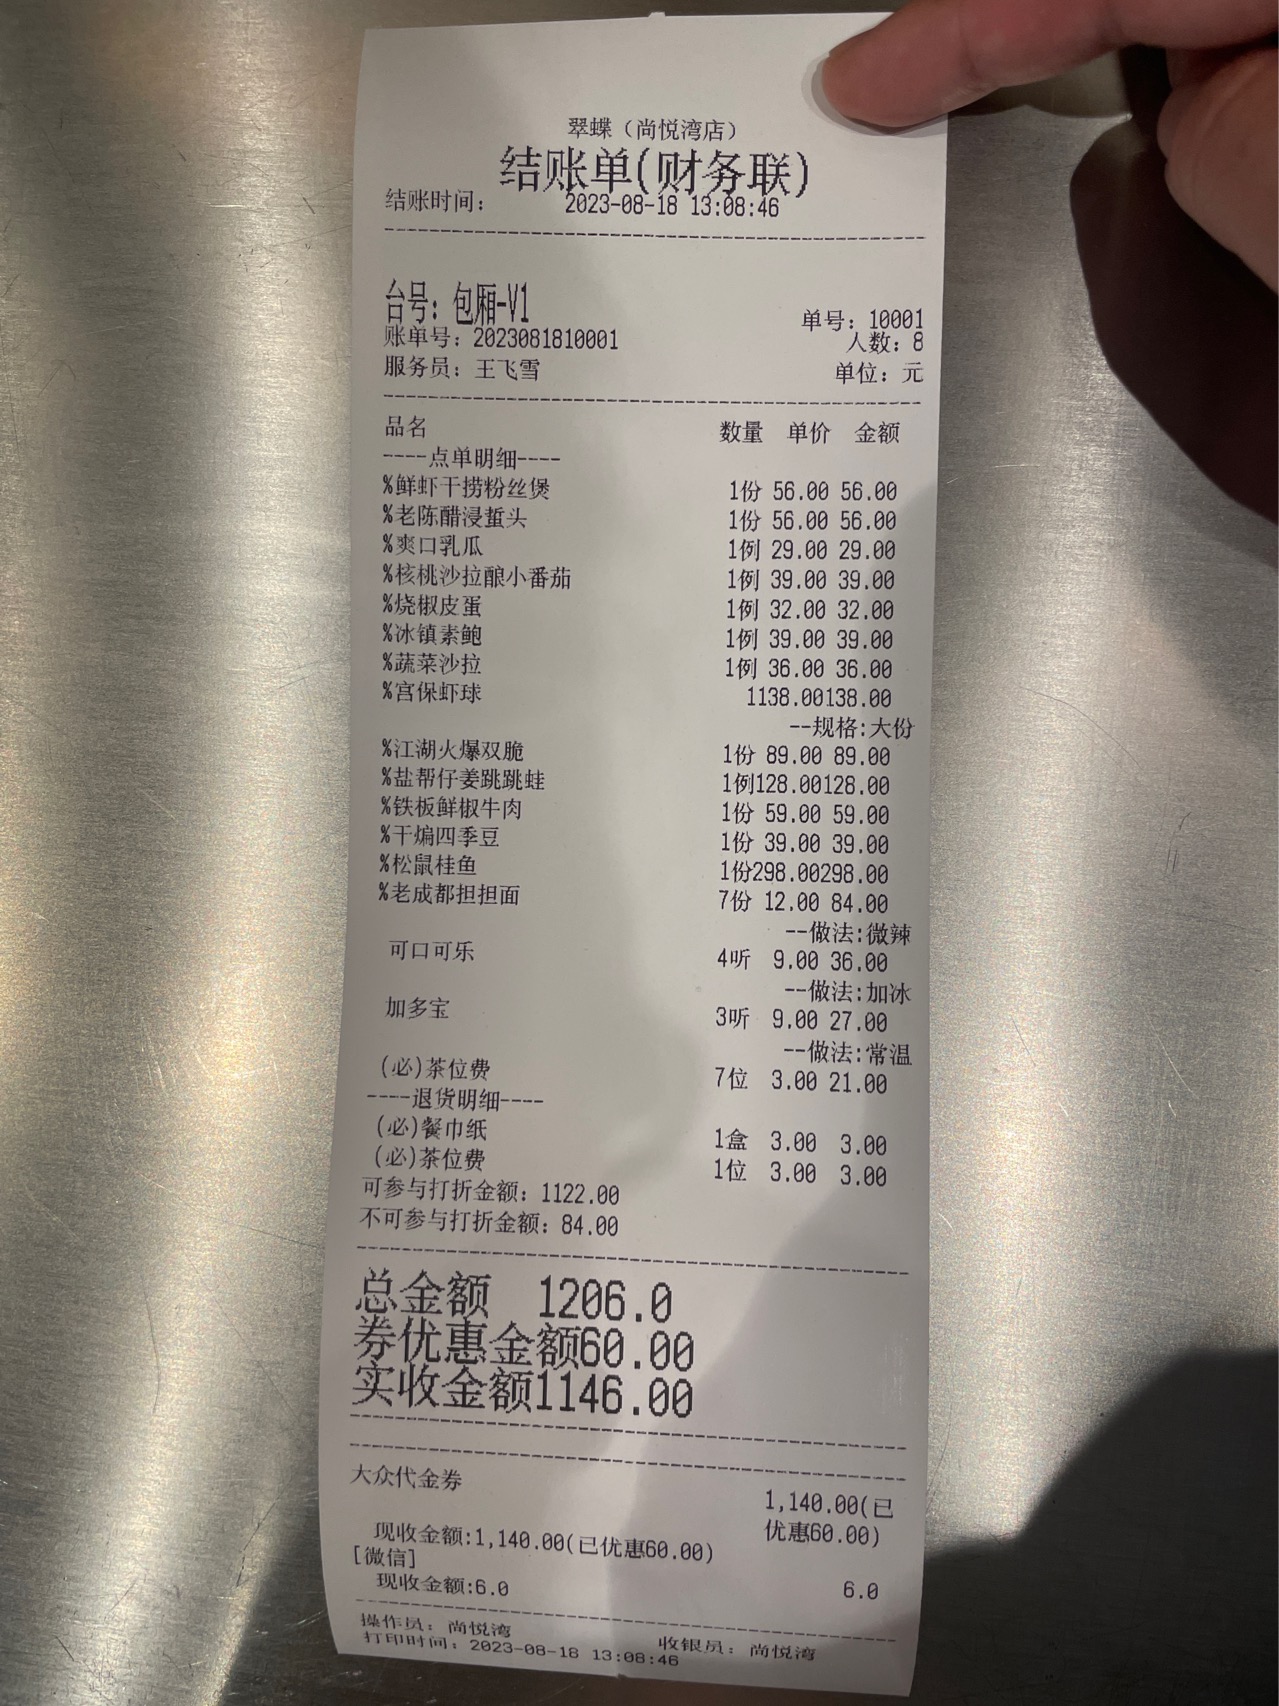 翠蝶（尚悦湾店）
结账单(财务联)
结账时间： 2023-08-18 13:08:46
台号：包厢-V1
单号：10001
账单号：2023081810001 人数：8
服务员：王飞雪 单位：元
品名 数量 单价 金额
----点单明细----
%鲜虾干捞粉丝煲 1份 56.00 56.00
%老陈醋浸蜇头 1份 56.00 56.00
%爽口乳瓜 1例 29.00 29.00
%核桃沙拉酿小番茄 1例 39.00 39.00
%烧椒皮蛋 1例 32.00 32.00
%冰镇素鲍 1例 39.00 39.00
%蔬菜沙拉 1例 36.00 36.00
%宫保虾球 1138.00138.00
--规格:大份
%江湖火爆双脆 1份 89.00 89.00
%盐帮仔姜跳跳蛙 1例128.00128.00
%铁板鲜椒牛肉 1份 59.00 59.00
%干煸四季豆 1份 39.00 39.00
%松鼠桂鱼 1份298.00298.00
%老成都担担面 7份 12.00 84.00
--做法:微辣
可口可乐 4听 9.00 36.00
--做法:加冰
加多宝 3听 9.00 27.00
--做法:常温
(必)茶位费 7位 3.00 21.00
----退货明细----
(必)餐巾纸 1盒 3.00 3.00
(必)茶位费 1位 3.00 3.00
可参与打折金额：1122.00
不可参与打折金额：84.00
总金额 1206.0
券优惠金额60.00
实收金额1146.00
大众代金券
1,140.00(已
优惠60.00)
现收金额:1,140.00(已优惠60.00)
[微信]
现收金额:6.0 6.0
操作员：尚悦湾 收银员：尚悦湾
打印时间：2023-08-18 13:08:46